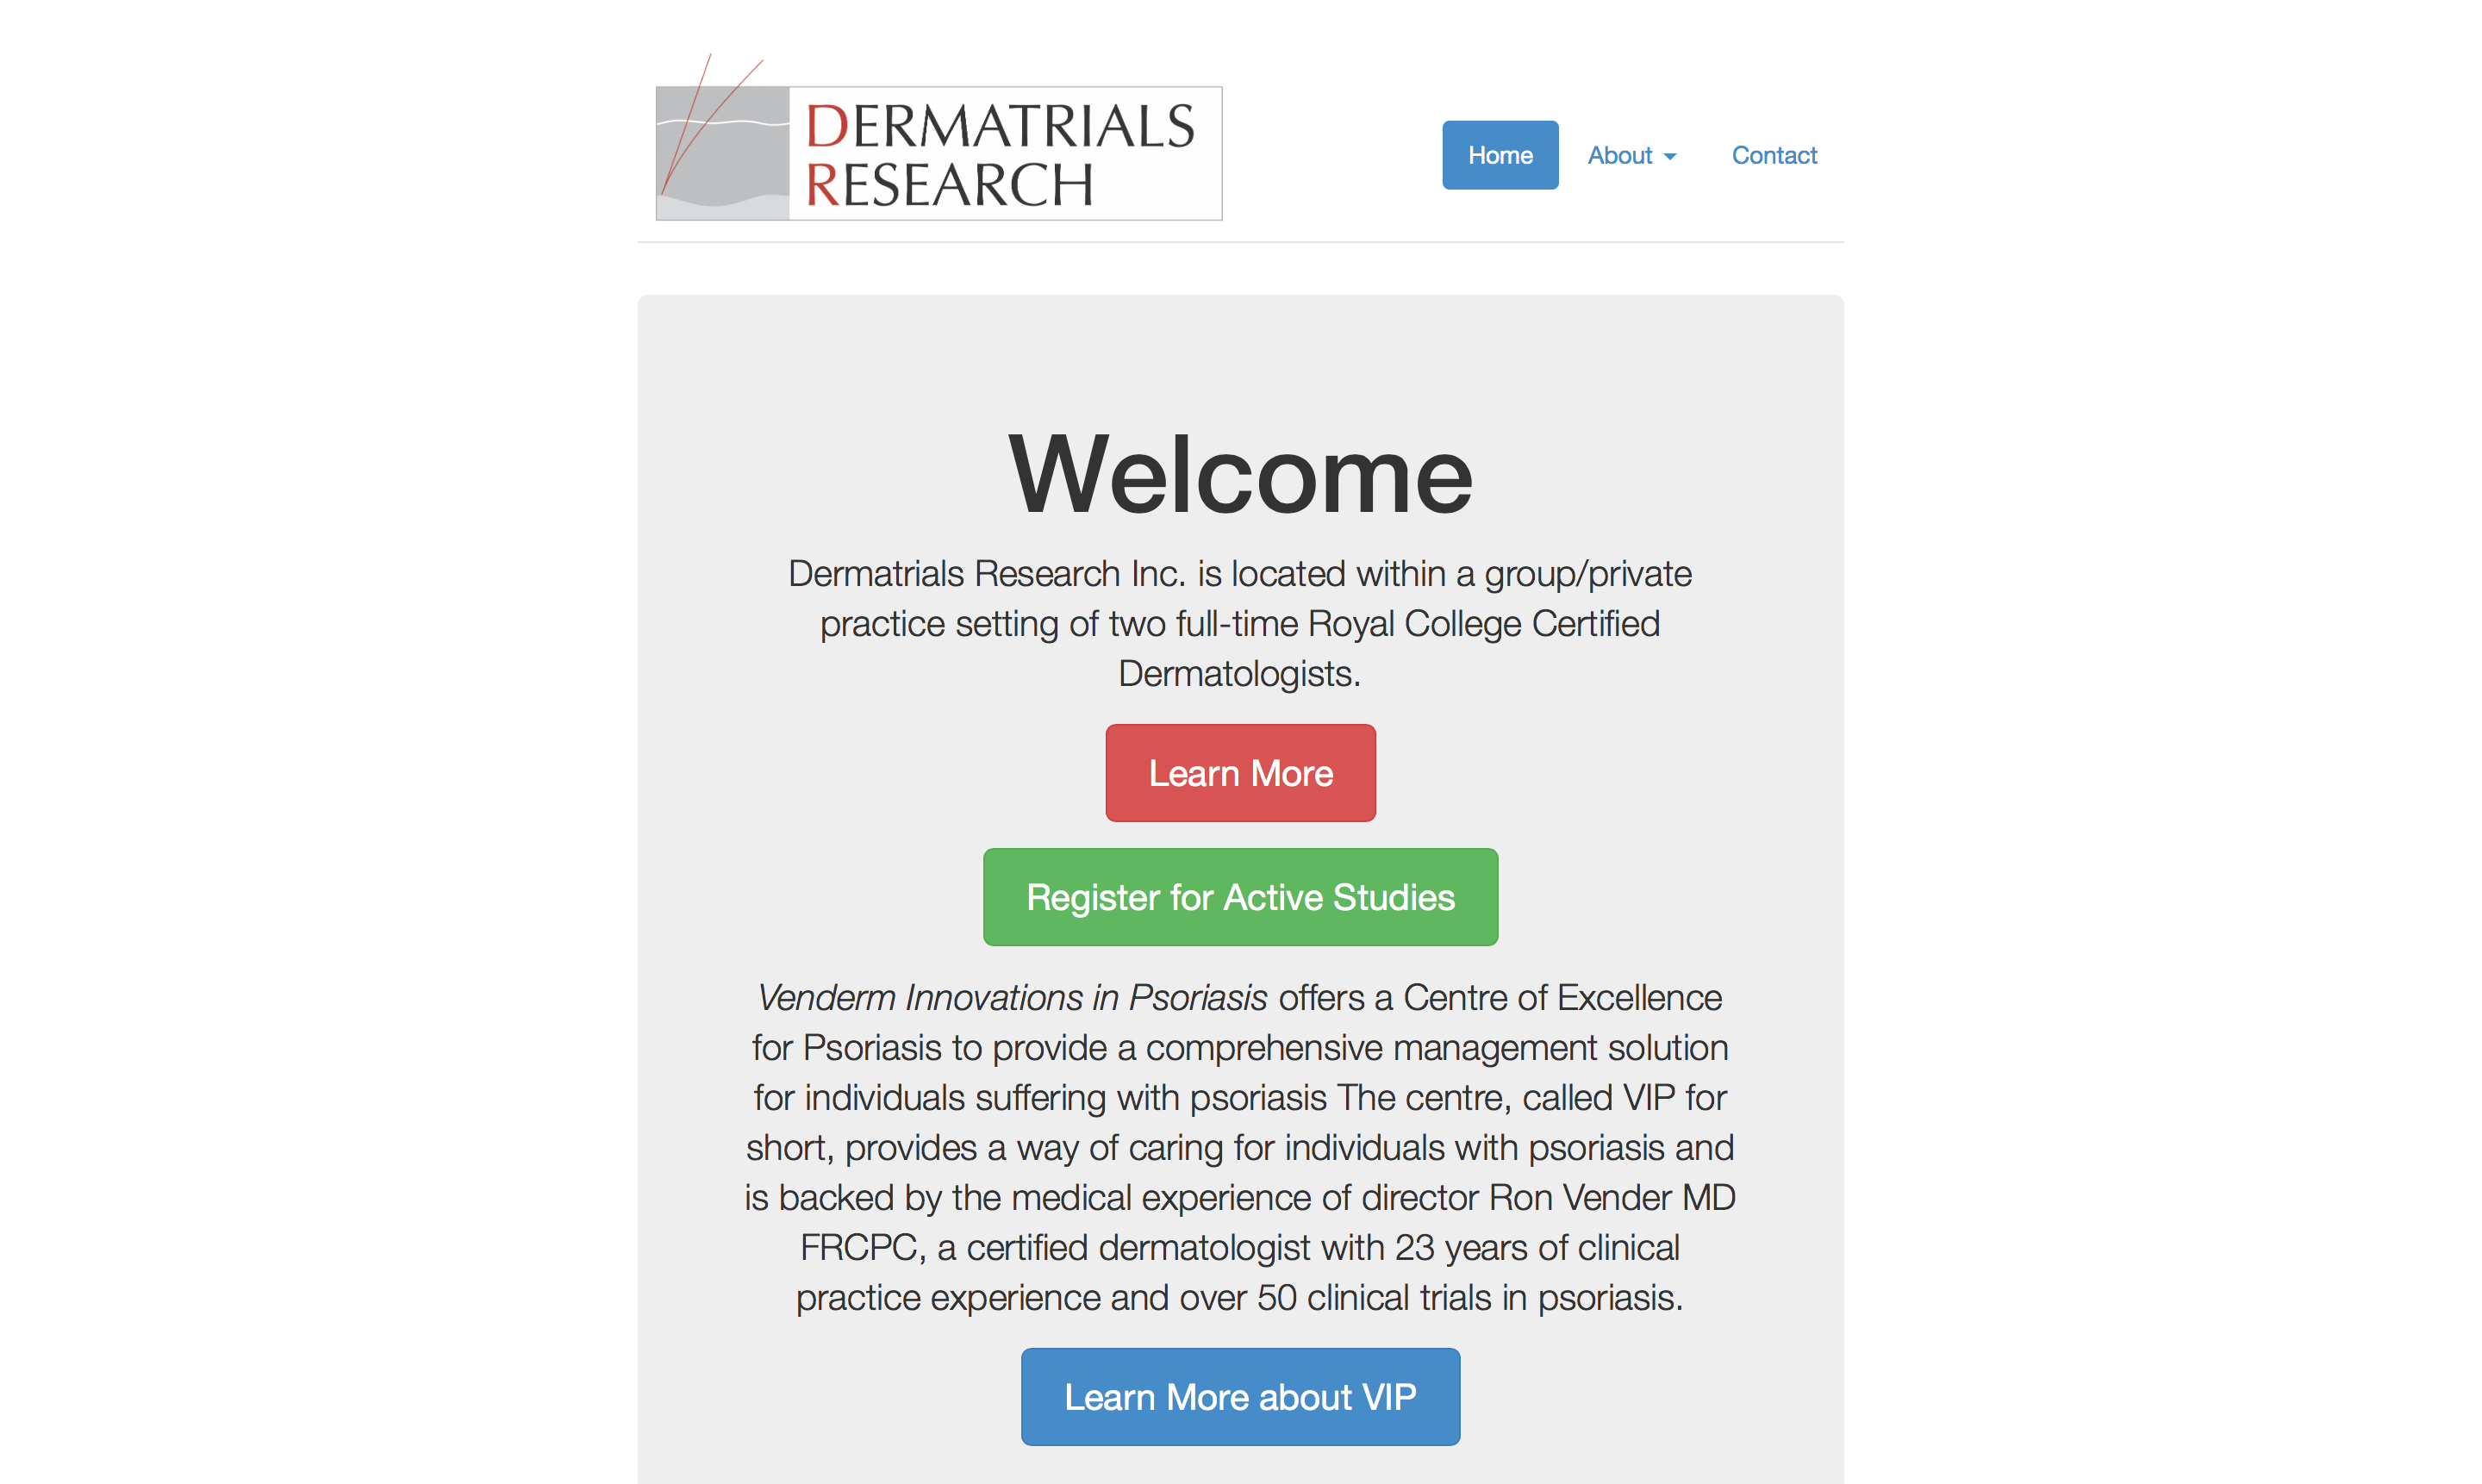 DERMATRIALS
RESEARCH
Home
About
Contact
Welcome
Dermatrials Research Inc. is located within a group/private
practice setting of two full-time Royal College Certified
Dermatologists.
Learn More
Register for Active Studies
Venderm Innovations in Psoriasis offers a Centre of Excellence
for Psoriasis to provide a comprehensive management solution
for individuals suffering with psoriasis The centre, called VIP for
short, provides a way of caring for individuals with psoriasis and
is backed by the medical experience of director Ron Vender MD
FRCPC, a certified dermatologist with 23 years of clinical
practice experience and over 50 clinical trials in psoriasis.
Learn More about VIP